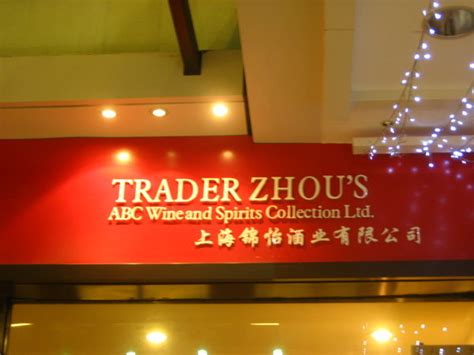 TRADER ZHOU'S
ABC Wine and Spirits Collection Ltd.
上海锦怡酒业有限公司